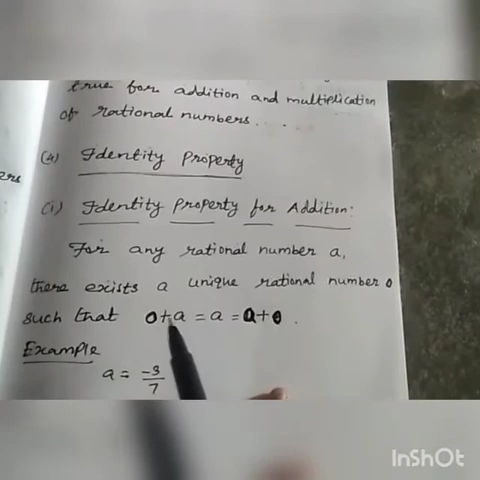 true for addition and multiplication
of rational numbers...
(4) Identity Property
(i) Identity Property for Addition:
For any rational number a,
there exists a unique rational number 0
such that 0+a = a = a+0.
Example
a = -3/7
InShOt